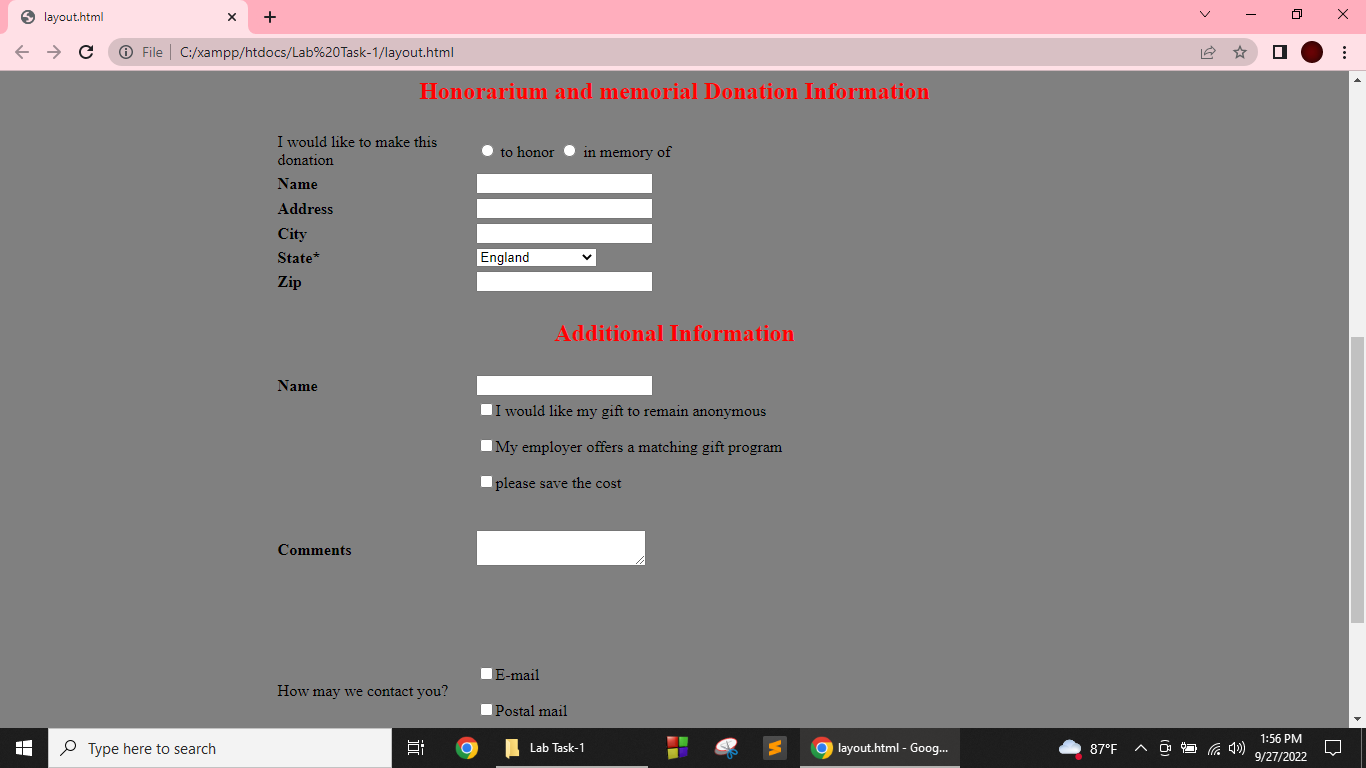 layout.html
File
C:/xampp/htdocs/Lab%20Task-1/layout.html
Honorarium and memorial Donation Information
I would like to make this
donation
to honor in memory of
Name
Address
City
State* England
Zip
Additional Information
Name
I would like my gift to remain anonymous
My employer offers a matching gift program
please save the cost
Comments
E-mail
How may we contact you?
Postal mail
Type here to search
Lab Task-1
layout.html - Goog...
87°F
1:56 PM
9/27/2022